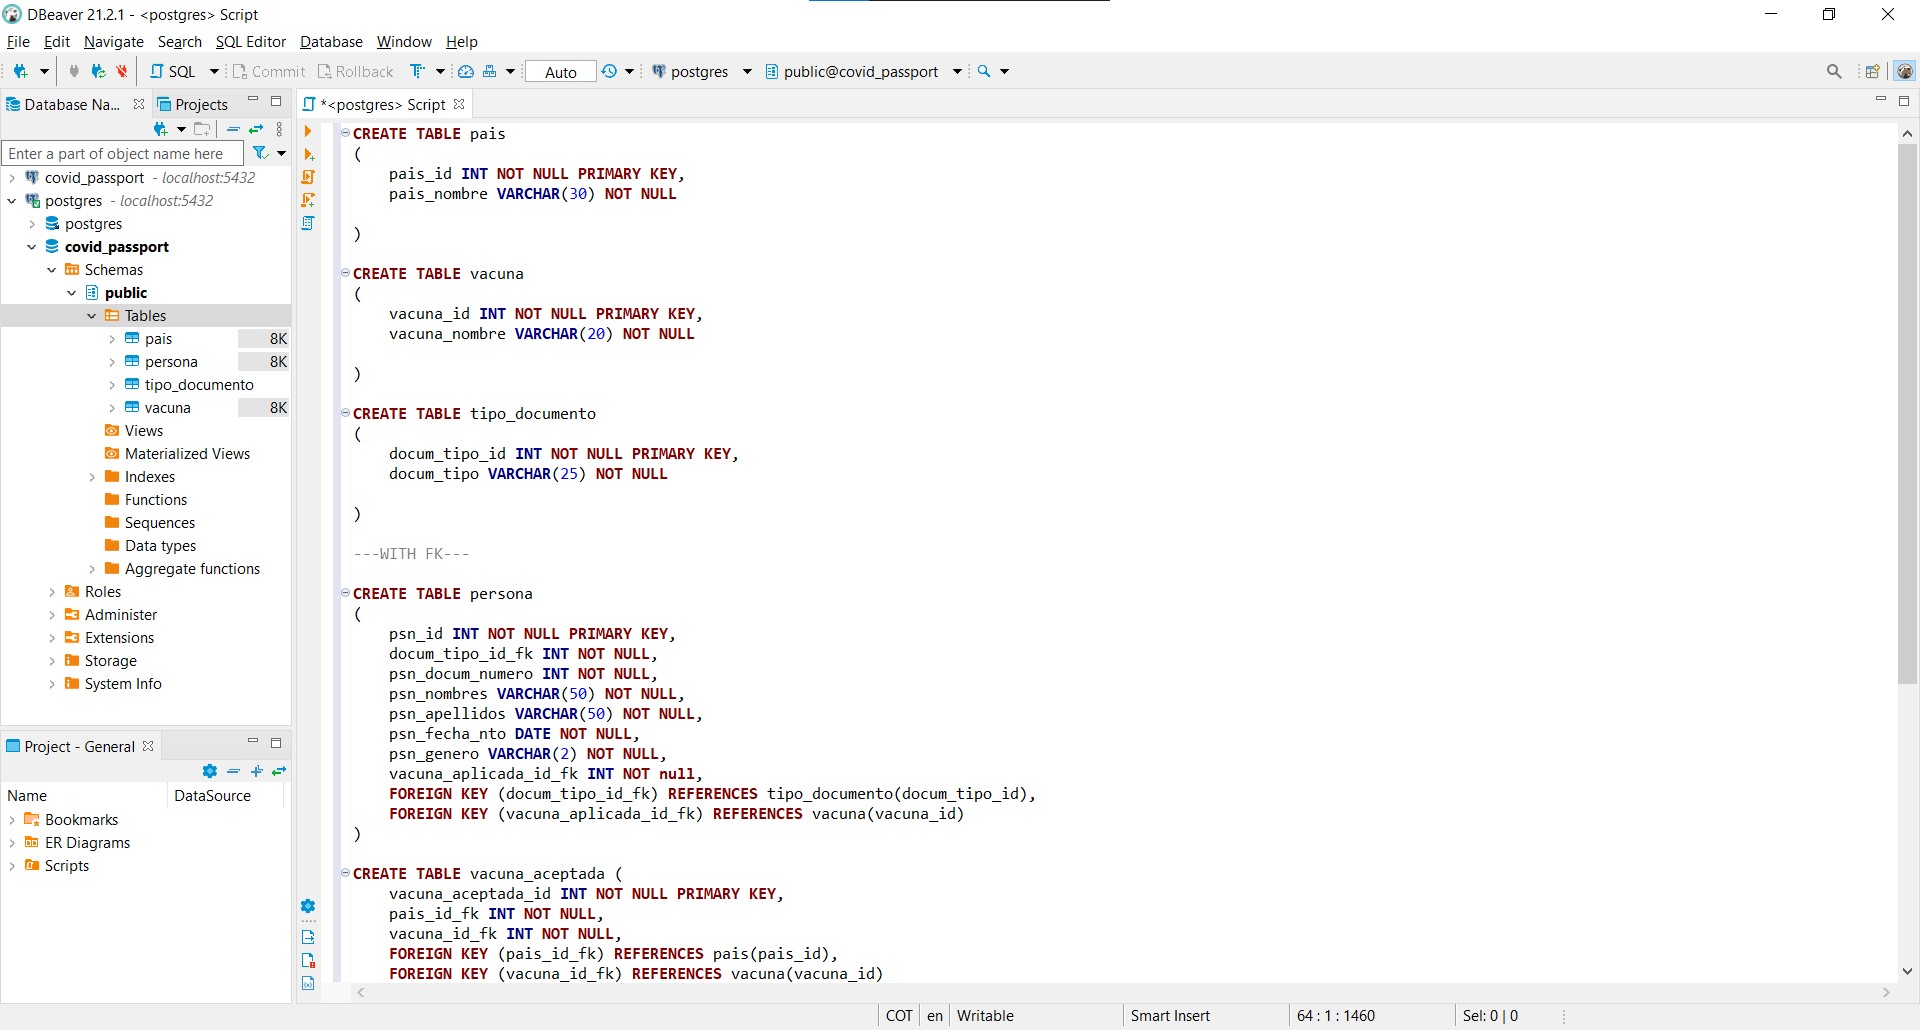 DBeaver 21.2.1 - <postgres> Script
File Edit Navigate Search SQL Editor Database Window Help
SQL Commit Rollback Auto postgres public@covid_passport
Database Na... Projects
*<postgres> Script
Enter a part of object name here
covid_passport - localhost:5432
postgres - localhost:5432
postgres
covid_passport
Schemas
public
Tables
pais 8K
persona 8K
tipo_documento
vacuna 8K
Views
Materialized Views
Indexes
Functions
Sequences
Data types
Aggregate functions
Roles
Administer
Extensions
Storage
System Info
Project - General
Name DataSource
Bookmarks
ER Diagrams
Scripts
CREATE TABLE pais
(
pais_id INT NOT NULL PRIMARY KEY,
pais_nombre VARCHAR(30) NOT NULL
)
CREATE TABLE vacuna
(
vacuna_id INT NOT NULL PRIMARY KEY,
vacuna_nombre VARCHAR(20) NOT NULL
)
CREATE TABLE tipo_documento
(
docum_tipo_id INT NOT NULL PRIMARY KEY,
docum_tipo VARCHAR(25) NOT NULL
)
---WITH FK---
CREATE TABLE persona
(
psn_id INT NOT NULL PRIMARY KEY,
docum_tipo_id_fk INT NOT NULL,
psn_docum_numero INT NOT NULL,
psn_nombres VARCHAR(50) NOT NULL,
psn_apellidos VARCHAR(50) NOT NULL,
psn_fecha_nto DATE NOT NULL,
psn_genero VARCHAR(2) NOT NULL,
vacuna_aplicada_id_fk INT NOT null,
FOREIGN KEY (docum_tipo_id_fk) REFERENCES tipo_documento(docum_tipo_id),
FOREIGN KEY (vacuna_aplicada_id_fk) REFERENCES vacuna(vacuna_id)
)
CREATE TABLE vacuna_aceptada (
vacuna_aceptada_id INT NOT NULL PRIMARY KEY,
pais_id_fk INT NOT NULL,
vacuna_id_fk INT NOT NULL,
FOREIGN KEY (pais_id_fk) REFERENCES pais(pais_id),
FOREIGN KEY (vacuna_id_fk) REFERENCES vacuna(vacuna_id)
COT en Writable Smart Insert 64 : 1 : 1460 Sel: 0 | 0